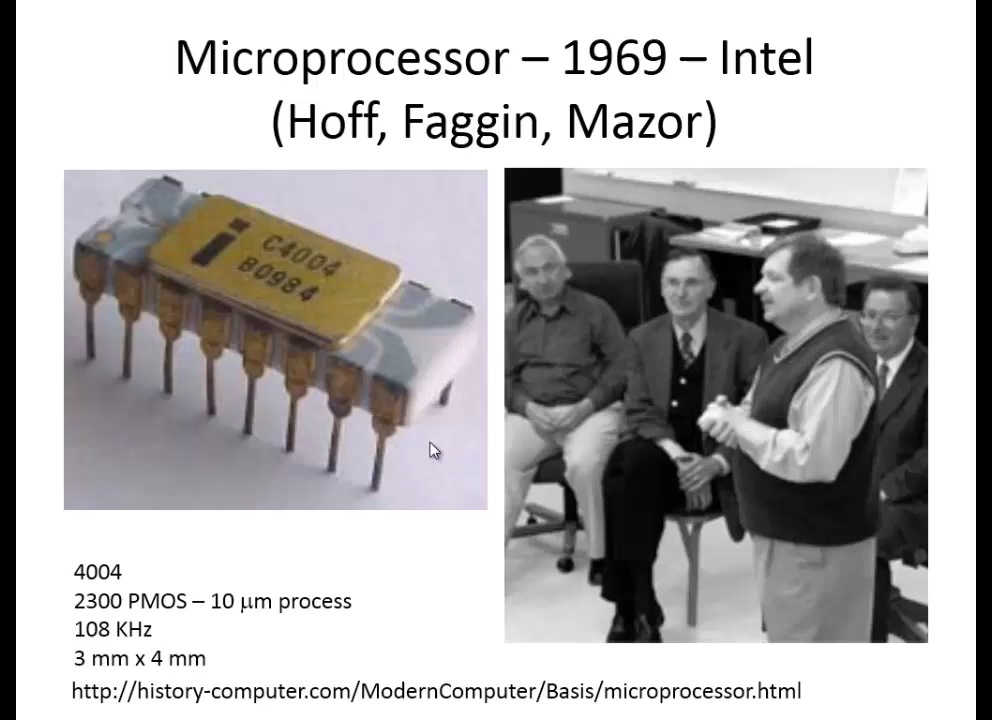 Microprocessor – 1969 – Intel
(Hoff, Faggin, Mazor)
i C4004
B0984
4004
2300 PMOS – 10 μm process
108 KHz
3 mm x 4 mm
http://history-computer.com/ModernComputer/Basis/microprocessor.html